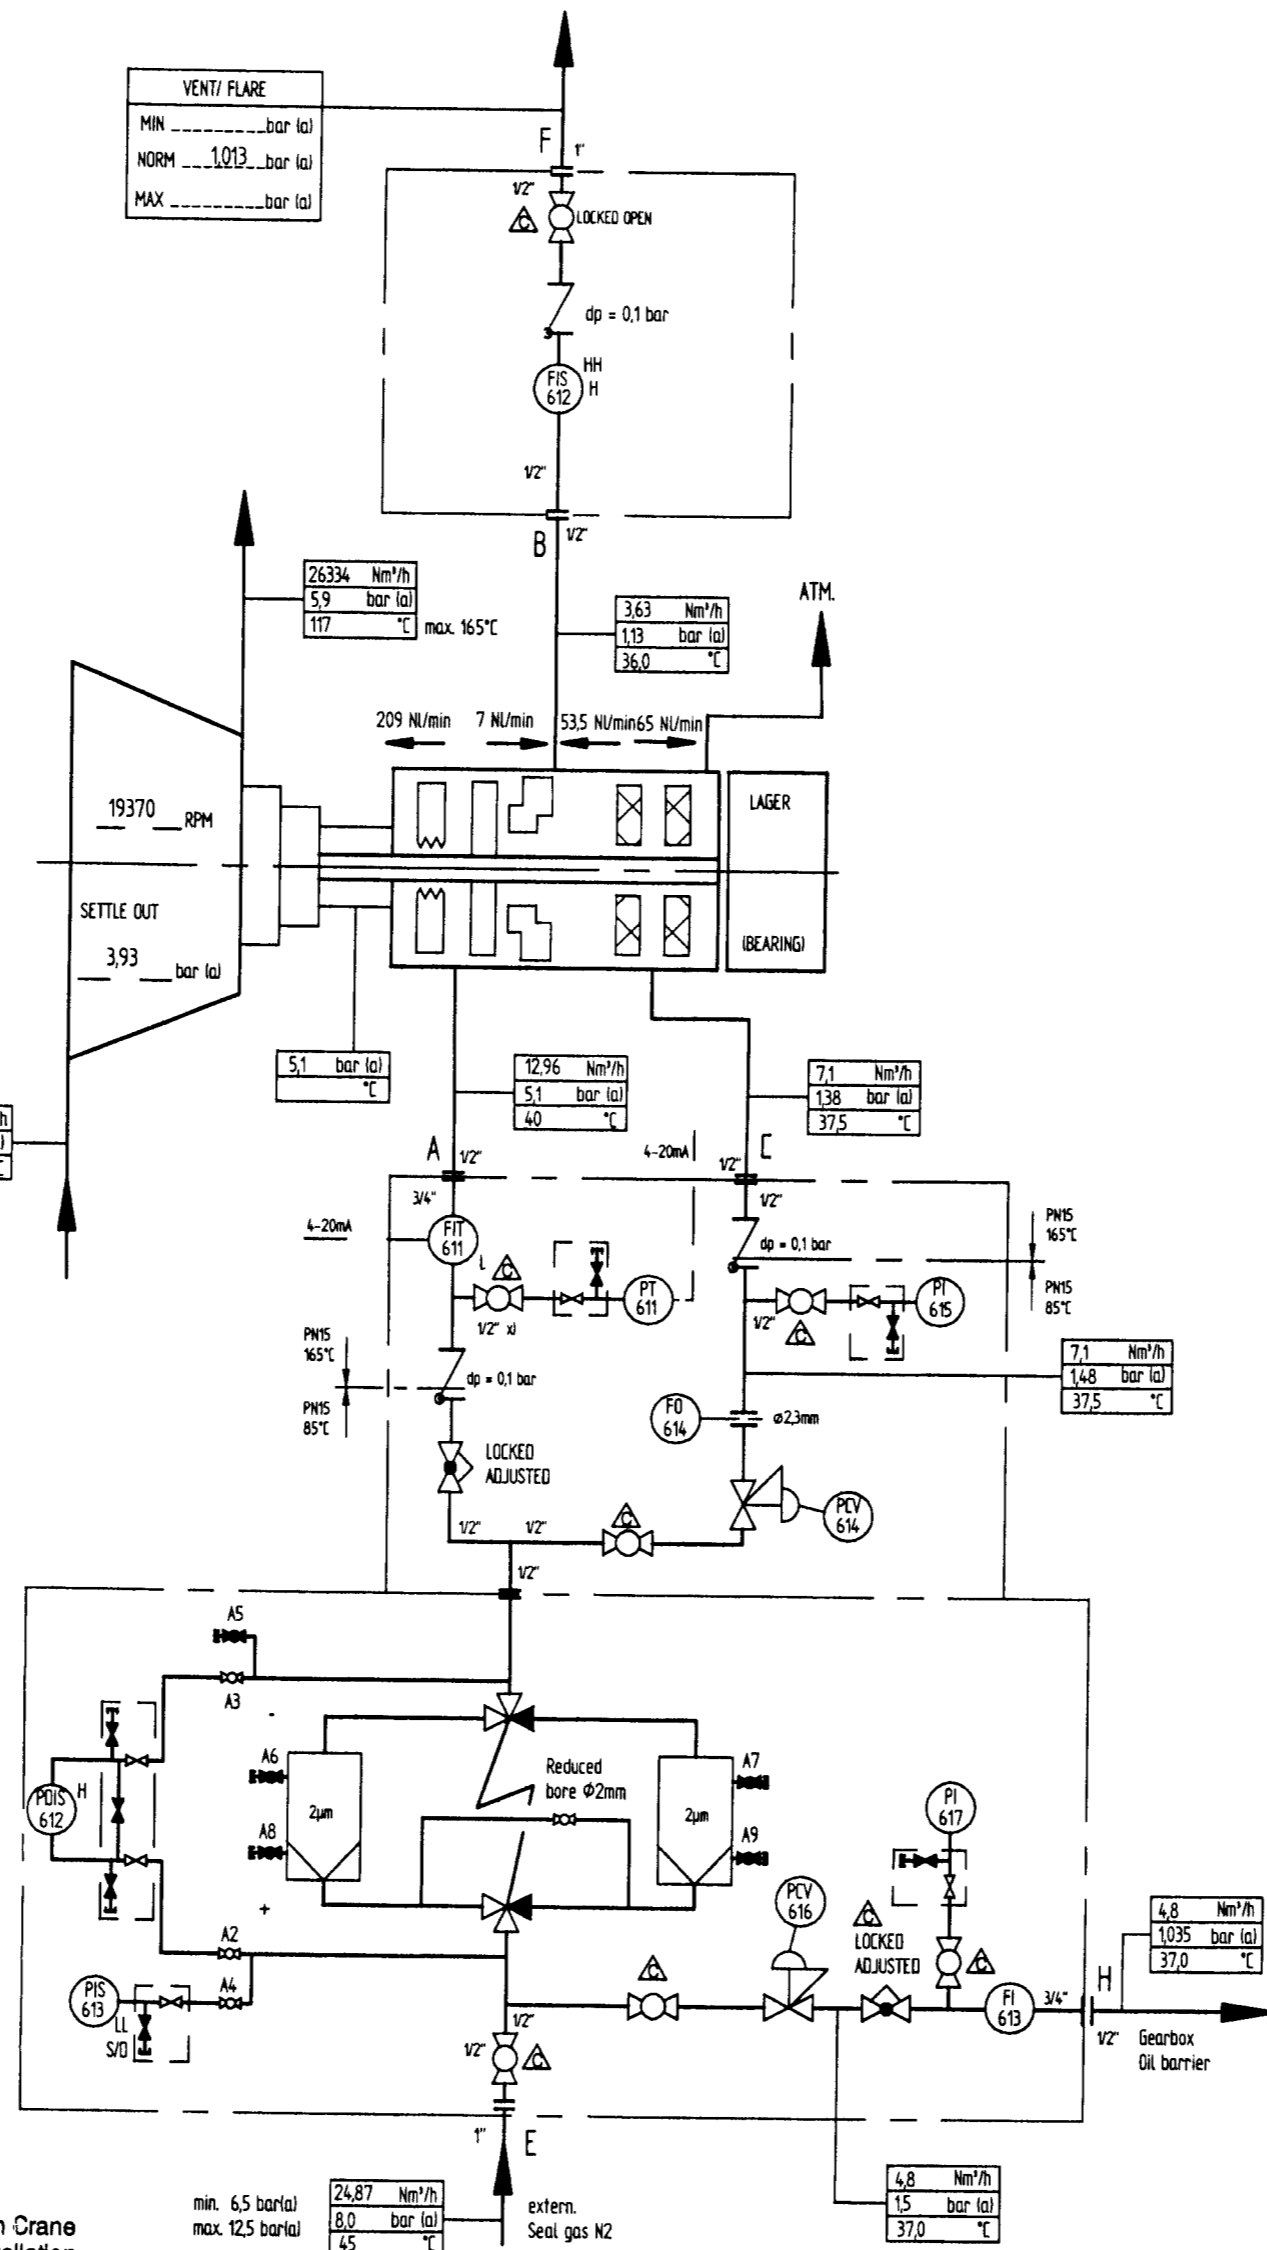 VENT/ FLARE
MIN __________bar (a)
NORM ___1,013__bar (a)
MAX __________bar (a)
F
1"
1/2"
C
LOCKED OPEN
dp = 0,1 bar
FIS
612
HH
H
1/2"
B
1/2"
26334 Nm³/h
5,9 bar (a)
117 °C
max. 165°C
3,63 Nm³/h
1,13 bar (a)
36,0 °C
ATM.
209 Nl/min
7 Nl/min
53,5 Nl/min
65 Nl/min
19370 RPM
LAGER
SETTLE OUT
3,93 bar (a)
(BEARING)
5,1 bar (a)
°C
12,96 Nm³/h
5,1 bar (a)
40 °C
7,1 Nm³/h
1,38 bar (a)
37,5 °C
h
)
C
A
1/2"
3/4"
4-20mA
1/2"
C
1/2"
4-20mA
FIT
611
L
C
PT
611
1/2" x)
dp = 0,1 bar
PN15
165°C
PN15
85°C
PI
615
1/2"
C
PN15
165°C
PN15
85°C
dp = 0,1 bar
7,1 Nm³/h
1,48 bar (a)
37,5 °C
FO
614
ø2,3mm
LOCKED
ADJUSTED
PCV
614
C
1/2"
1/2"
1/2"
A5
A3
-
A6
Reduced
bore Φ2mm
A7
PDIS
612
H
2µm
2µm
PI
617
A8
A9
+
PCV
616
C
LOCKED
ADJUSTED
4,8 Nm³/h
1,035 bar (a)
37,0 °C
A2
A4
PIS
613
LL
S/D
C
C
FI
613
3/4"
H
1/2"
1/2"
1/2"
C
Gearbox
Oil barrier
1"
E
min. 6,5 bar(a)
max. 12,5 bar(a)
24,87 Nm³/h
8,0 bar (a)
45 °C
extern.
Seal gas N2
4,8 Nm³/h
1,5 bar (a)
37,0 °C
n Crane